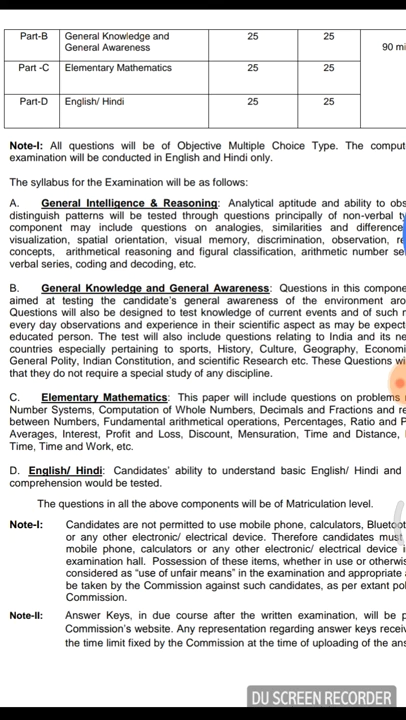 Part-B General Knowledge and General Awareness 25 25 90 mi
Part -C Elementary Mathematics 25 25
Part-D English/ Hindi 25 25
Note-I: All questions will be of Objective Multiple Choice Type. The comput
examination will be conducted in English and Hindi only.
The syllabus for the Examination will be as follows:
A. General Intelligence & Reasoning: Analytical aptitude and ability to obs
distinguish patterns will be tested through questions principally of non-verbal ty
component may include questions on analogies, similarities and difference
visualization, spatial orientation, visual memory, discrimination, observation, re
concepts, arithmetical reasoning and figural classification, arithmetic number se
verbal series, coding and decoding, etc.
B. General Knowledge and General Awareness: Questions in this compone
aimed at testing the candidate's general awareness of the environment aro
Questions will also be designed to test knowledge of current events and of such m
every day observations and experience in their scientific aspect as may be expect
educated person. The test will also include questions relating to India and its ne
countries especially pertaining to sports, History, Culture, Geography, Economi
General Polity, Indian Constitution, and scientific Research etc. These Questions wi
that they do not require a special study of any discipline.
C. Elementary Mathematics: This paper will include questions on problems
Number Systems, Computation of Whole Numbers, Decimals and Fractions and re
between Numbers, Fundamental arithmetical operations, Percentages, Ratio and P
Averages, Interest, Profit and Loss, Discount, Mensuration, Time and Distance,
Time, Time and Work, etc.
D. English/ Hindi: Candidates' ability to understand basic English/ Hindi and
comprehension would be tested.
The questions in all the above components will be of Matriculation level.
Note-I: Candidates are not permitted to use mobile phone, calculators, Bluetoot
or any other electronic/ electrical device. Therefore candidates must
mobile phone, calculators or any other electronic/ electrical device i
examination hall. Possession of these items, whether in use or otherwis
considered as "use of unfair means" in the examination and appropriate a
be taken by the Commission against such candidates, as per extant pol
Commission.
Note-II: Answer Keys, in due course after the written examination, will be p
Commission's website. Any representation regarding answer keys receiv
the time limit fixed by the Commission at the time of uploading of the ans
DU SCREEN RECORDER